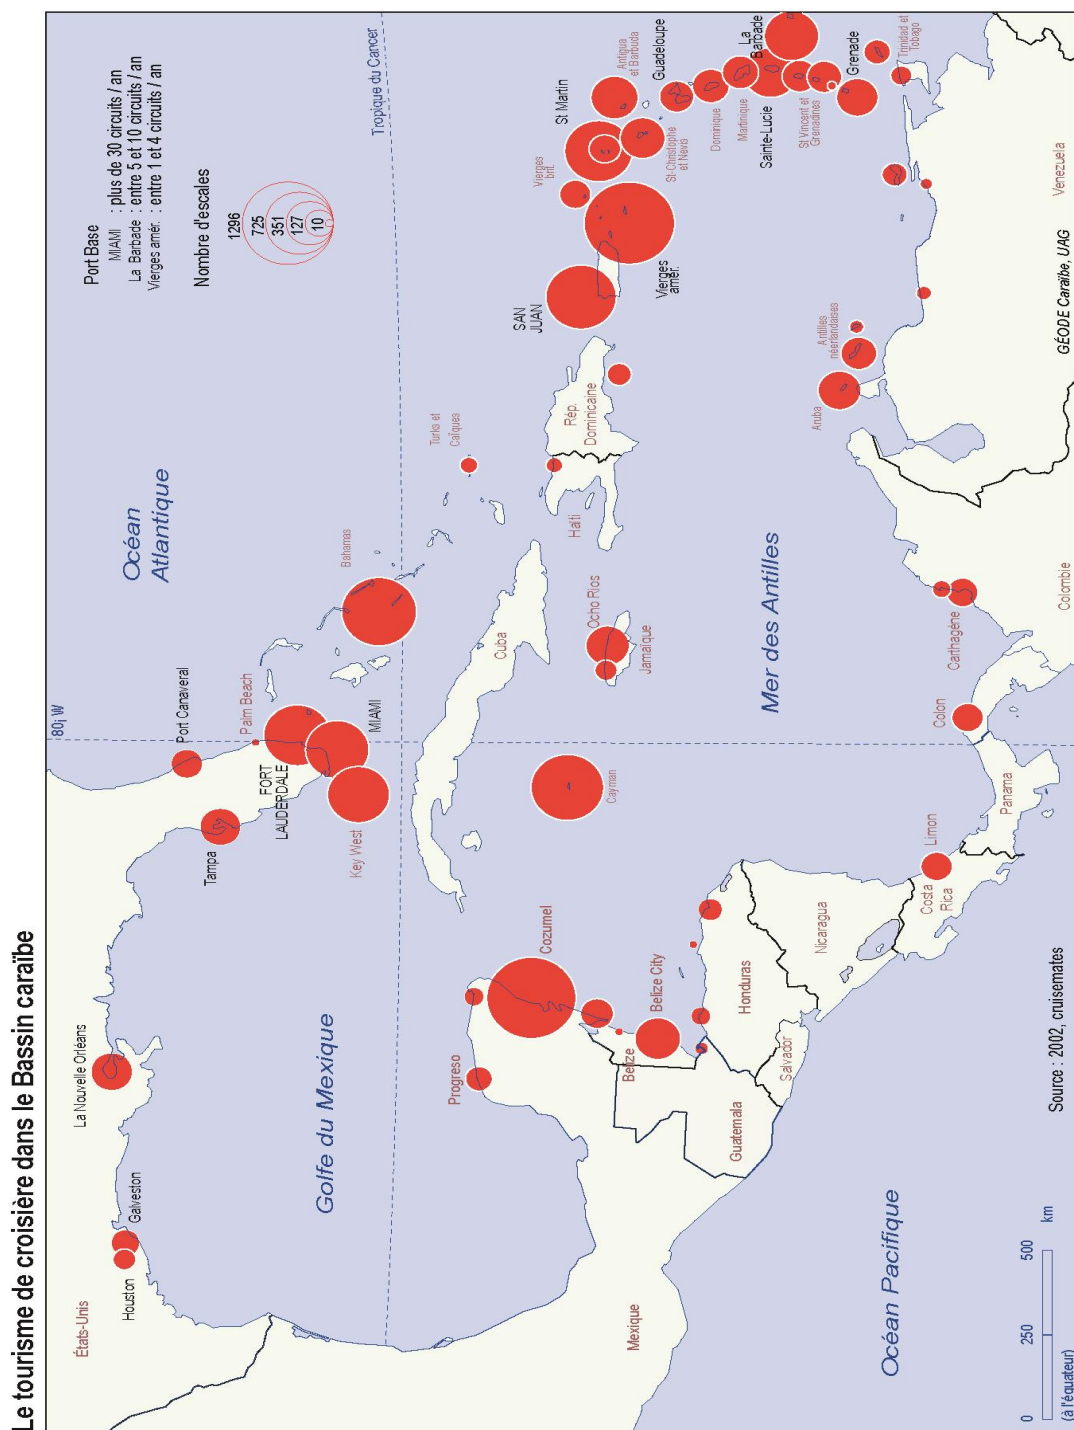 Le tourisme de croisière dans le Bassin caraïbe
Port Base
MIAMI : plus de 30 circuits / an
La Barbade : entre 5 et 10 circuits / an
Vierges amér. : entre 1 et 4 circuits / an
Nombre d'escales
1296
725
351
127
10
80¡ W
Océan
Atlantique
Tropique du Cancer
États-Unis
Houston
Galveston
La Nouvelle Orléans
Tampa
Port Canaveral
Palm Beach
FORT
LAUDERDALE
MIAMI
Key West
Bahamas
Turks et
Caïques
Golfe du Mexique
Cuba
Progreso
Cozumel
Cayman
Ocho Rios
Jamaïque
Haïti
Rép.
Dominicaine
SAN
JUAN
Vierges
amér.
Vierges
brit.
St Martin
Antigua
et Barbuda
St-Christophe
et Nevis
Guadeloupe
Dominique
Martinique
Sainte-Lucie
La
Barbade
St Vincent et
Grenadines
Grenade
Trinidad et
Tobago
Mexique
Belize
Belize City
Guatemala
Honduras
Salvador
Nicaragua
Costa
Rica
Limon
Panama
Colon
Mer des Antilles
Carthagène
Colombie
Aruba
Antilles
néerlandaises
Venezuela
Océan Pacifique
0 250 500
km
(à l'équateur)
Source : 2002, cruisemates
GÉODE Caraïbe, UAG